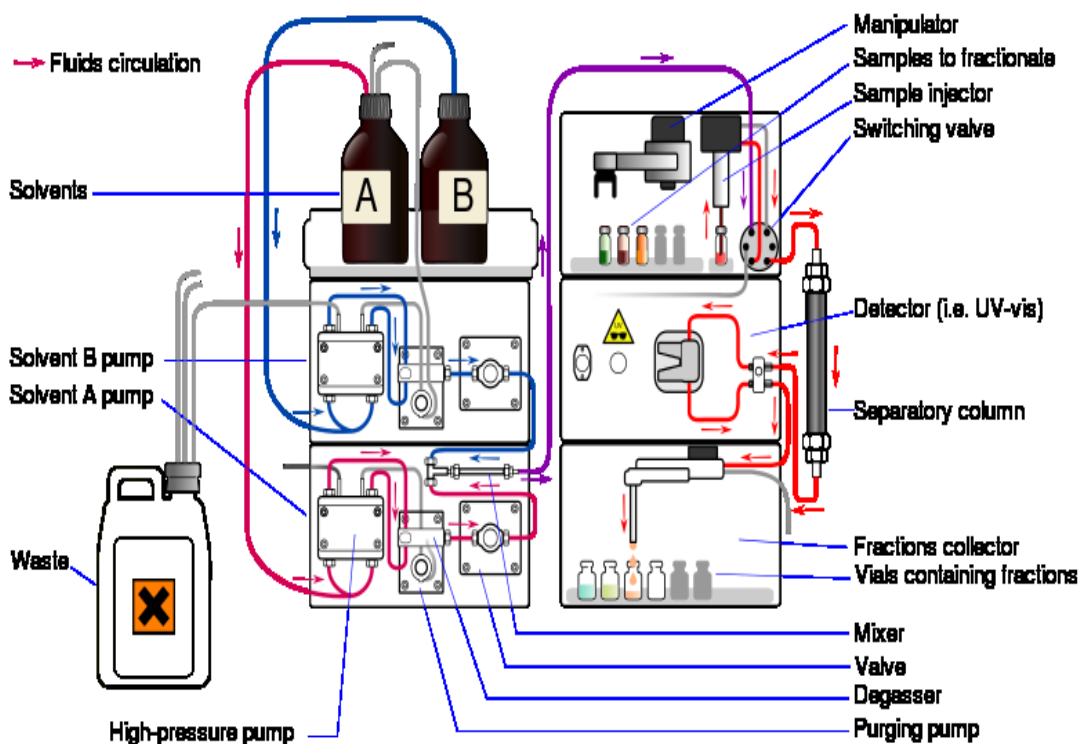 Fluids circulation
Solvents
A
B
Solvent B pump
Solvent A pump
Waste
High-pressure pump
Manipulator
Samples to fractionate
Sample injector
Switching valve
UV
Detector (i.e. UV-vis)
Separatory column
Fractions collector
Vials containing fractions
Mixer
Valve
Degasser
Purging pump